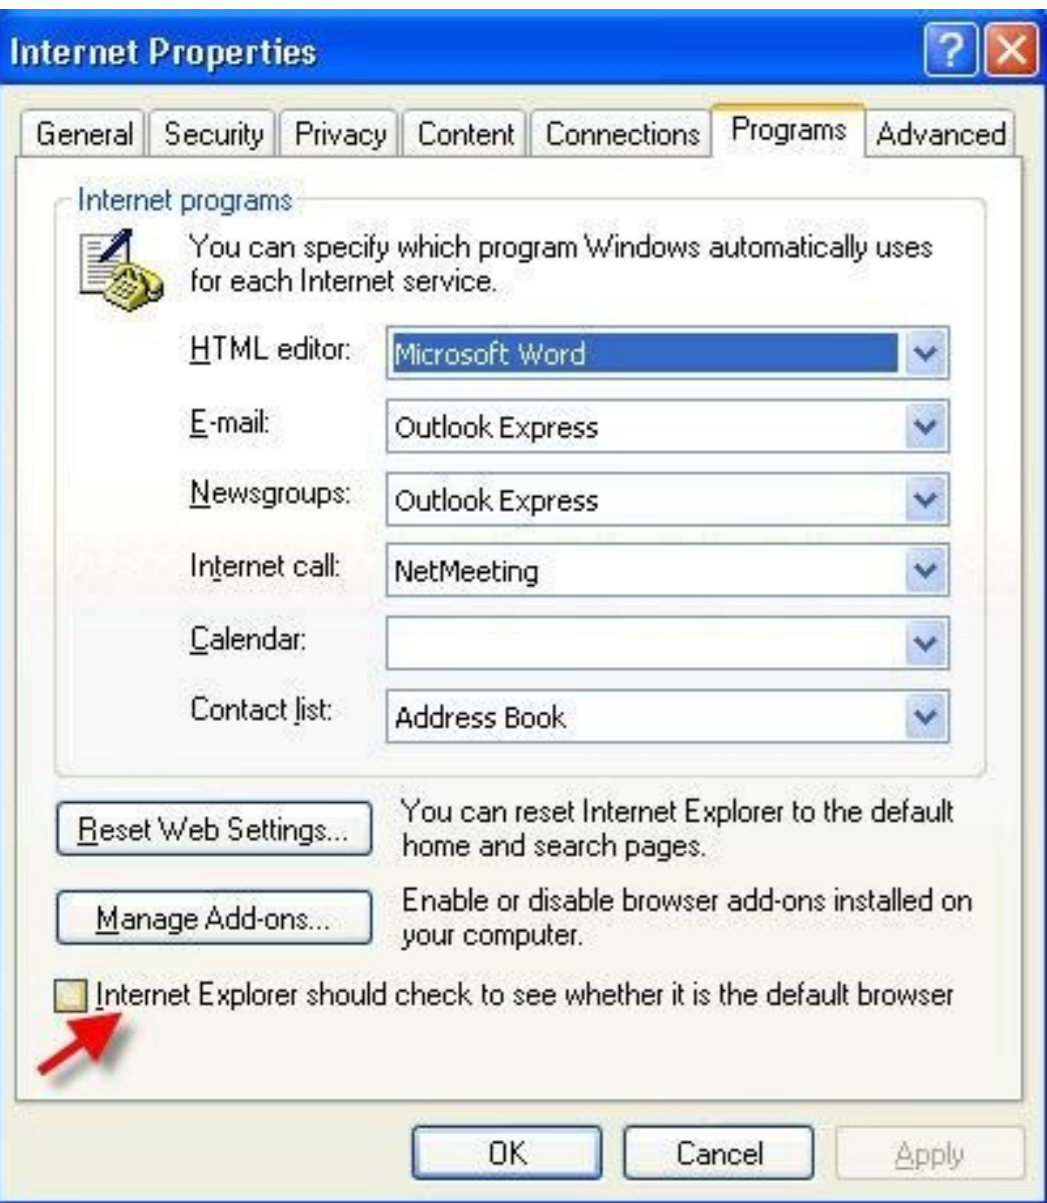 Internet Properties
General Security Privacy Content Connections Programs Advanced
Internet programs
You can specify which program Windows automatically uses
for each Internet service.
HTML editor: Microsoft Word
E-mail: Outlook Express
Newsgroups: Outlook Express
Internet call: NetMeeting
Calendar:
Contact list: Address Book
Reset Web Settings...
You can reset Internet Explorer to the default
home and search pages.
Manage Add-ons...
Enable or disable browser add-ons installed on
your computer.
Internet Explorer should check to see whether it is the default browser
OK Cancel Apply